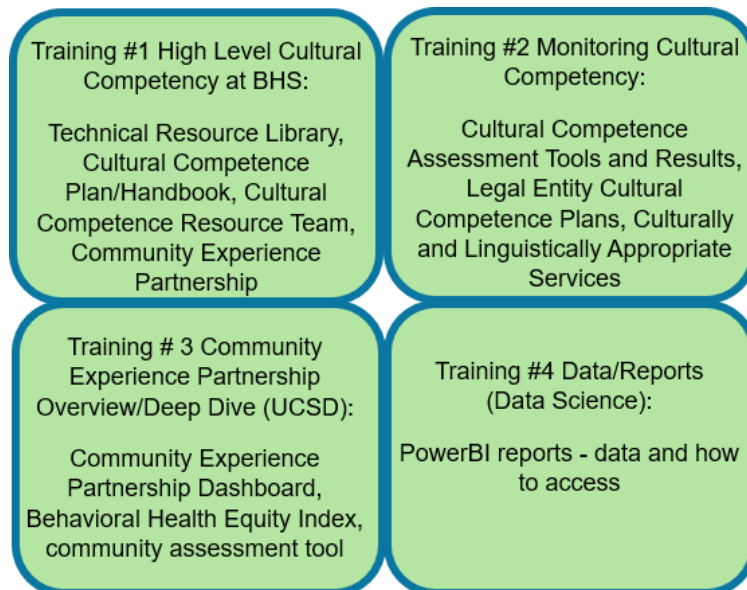 Training #1 High Level Cultural
Competency at BHS:
Technical Resource Library,
Cultural Competence
Plan/Handbook, Cultural
Competence Resource Team,
Community Experience
Partnership
Training #2 Monitoring Cultural
Competency:
Cultural Competence
Assessment Tools and Results,
Legal Entity Cultural
Competence Plans, Culturally
and Linguistically Appropriate
Services
Training # 3 Community
Experience Partnership
Overview/Deep Dive (UCSD):
Community Experience
Partnership Dashboard,
Behavioral Health Equity Index,
community assessment tool
Training #4 Data/Reports
(Data Science):
PowerBI reports - data and how
to access